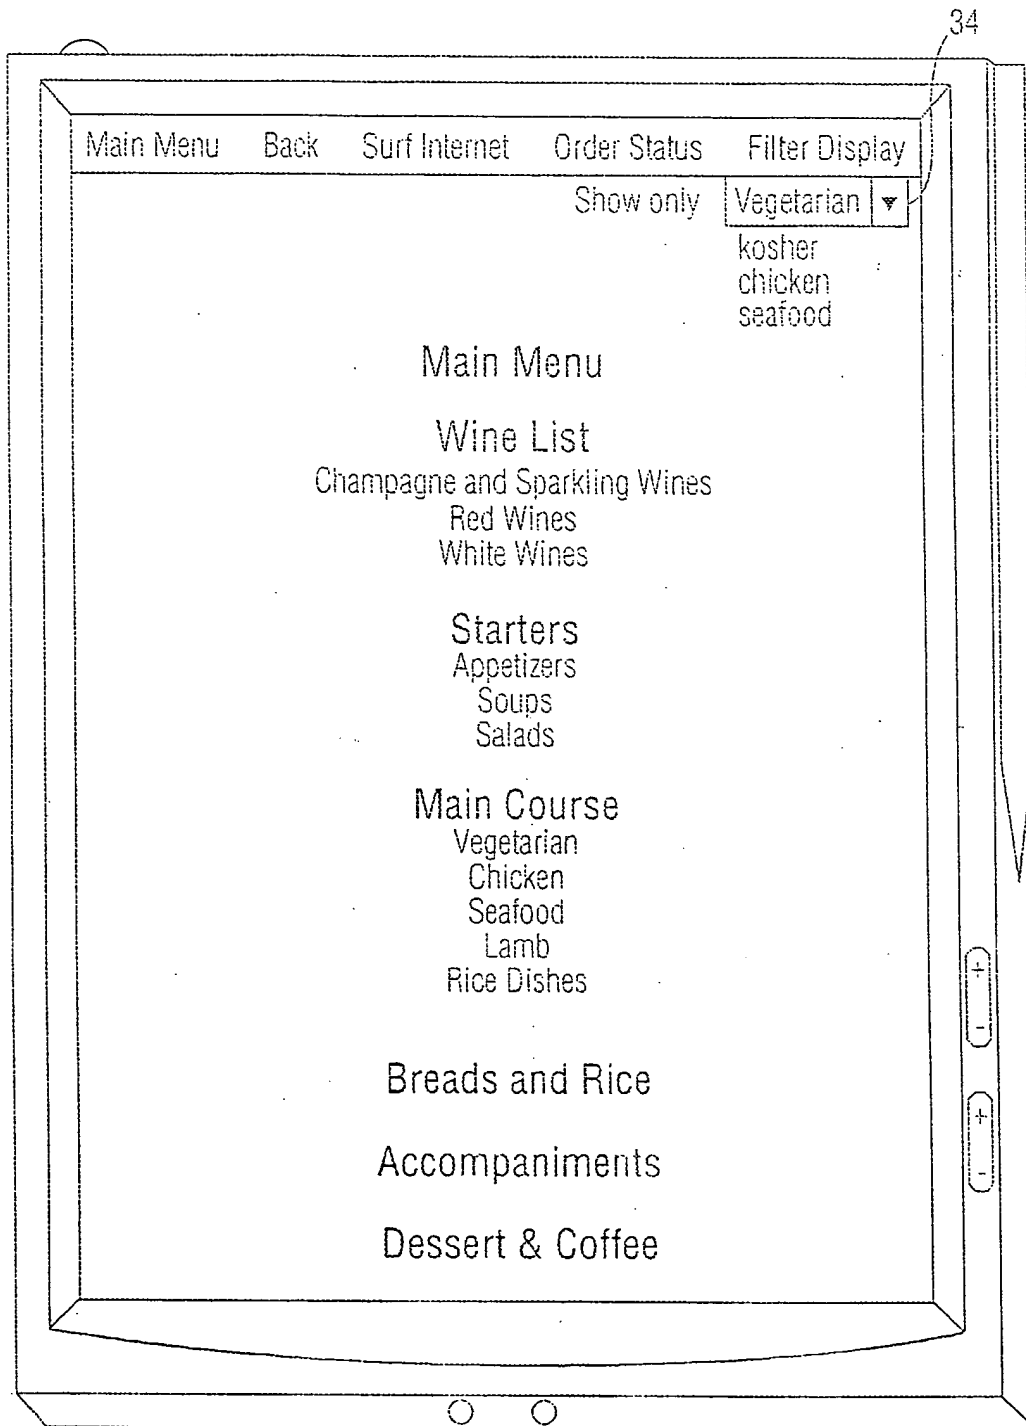 34
Main Menu Back Surf Internet Order Status Filter Display
Show only Vegetarian
kosher
chicken
seafood
Main Menu
Wine List
Champagne and Sparkling Wines
Red Wines
White Wines
Starters
Appetizers
Soups
Salads
Main Course
Vegetarian
Chicken
Seafood
Lamb
Rice Dishes
+
-
Breads and Rice
+
Accompaniments
-
Dessert & Coffee